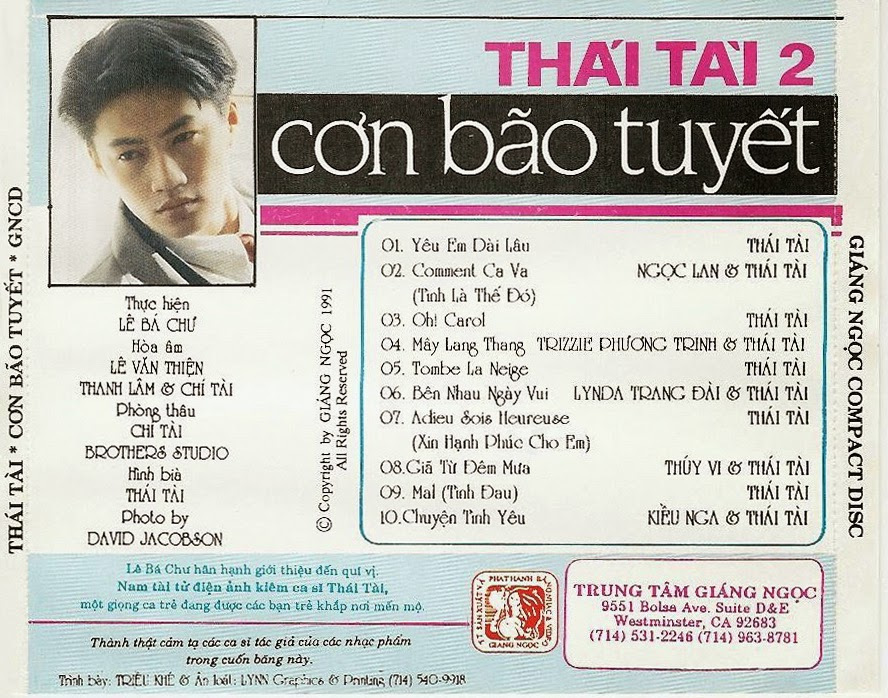 THÁI TÀI 2
cơn bão tuyết
THÁI TÀI * CƠN BÃO TUYẾT * GNCD
GIÁNG NGỌC COMPACT DISC
Thực hiện
LÊ BÁ CHƯ
Hòa âm
LÊ VĂN THIỆN
THANH LÂM & CHÍ TÀI
Phòng thâu
CHÍ TÀI
BROTHERS STUDIO
Hình bià
THÁI TÀI
Photo by
DAVID JACOBSON
© Copyright by GIÁNG NGỌC 1991
All Rights Reserved
01. Yêu Em Dài Lâu THÁI TÀI
02. Comment Ca Va NGỌC LAN & THÁI TÀI
(Tình Là Thế Đó)
03. Oh! Carol THÁI TÀI
04. Mây Lang Thang TRIZZIE PHƯƠNG TRINH & THÁI TÀI
05. Tombe La Neige THÁI TÀI
06. Bên Nhau Ngày Vui LYNDA TRANG ĐÀI & THÁI TÀI
07. Adieu Sois Heureuse THÁI TÀI
(Xin Hạnh Phúc Cho Em)
08. Giã Từ Đêm Mưa THÚY VI & THÁI TÀI
09. Mal (Tình Đau) THÁI TÀI
10. Chuyện Tình Yêu KIỀU NGA & THÁI TÀI
Lê Bá Chư hân hạnh giới thiệu đến quí vị.
Nam tài tử điện ảnh kiêm ca sĩ Thái Tài,
một giọng ca trẻ đang được các bạn trẻ khắp nơi mến mộ.
Thành thật cảm tạ các ca sĩ tác giả của các nhạc phẩm
trong cuốn băng này.
Trình bày: TRIỀU KHÊ & Ấn loát: LYNN Graphics & Printing (714) 540-9918
PHÁT HÀNH
GIÁNG NGỌC
TRUNG TÂM GIÁNG NGỌC
9551 Bolsa Ave. Suite D&E
Westminster, CA 92683
(714) 531-2246 (714) 963-8781